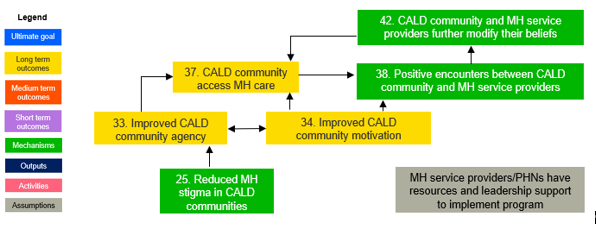 Legend
Ultimate goal
Long term
outcomes
Medium term
outcomes
Short term
outcomes
Mechanisms
Outputs
Activities
Assumptions
42. CALD community and MH service
providers further modify their beliefs
37. CALD community
access MH care
38. Positive encounters between CALD
community and MH service providers
33. Improved CALD
community agency
34. Improved CALD
community motivation
25. Reduced MH
stigma in CALD
communities
MH service providers/PHNs have
resources and leadership support
to implement program